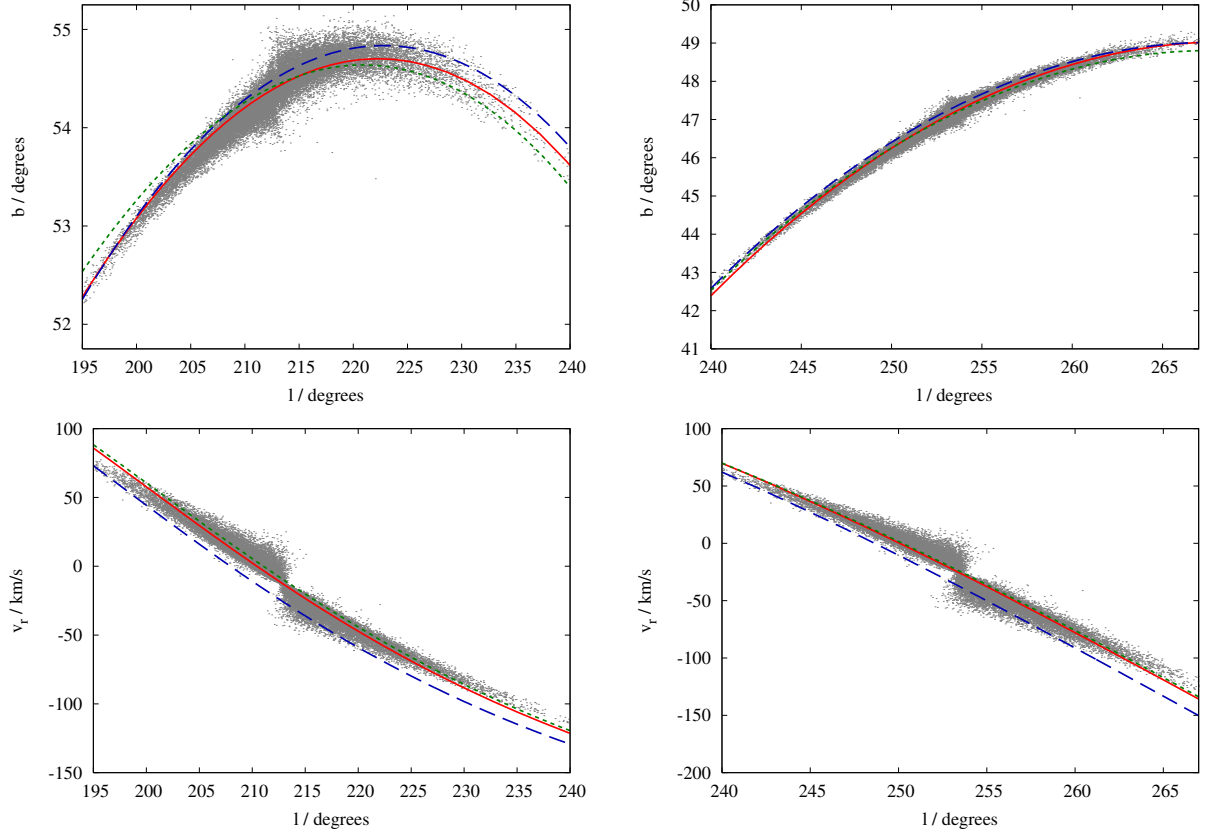 55
54
53
52
195 200 205 210 215 220 225 230 235 240
b / degrees
l / degrees
50
49
48
47
46
45
44
43
42
41
240 245 250 255 260 265
b / degrees
l / degrees
100
50
0
-50
-100
-150
195 200 205 210 215 220 225 230 235 240
v_r / km/s
l / degrees
100
50
0
-50
-100
-150
-200
240 245 250 255 260 265
v_r / km/s
l / degrees